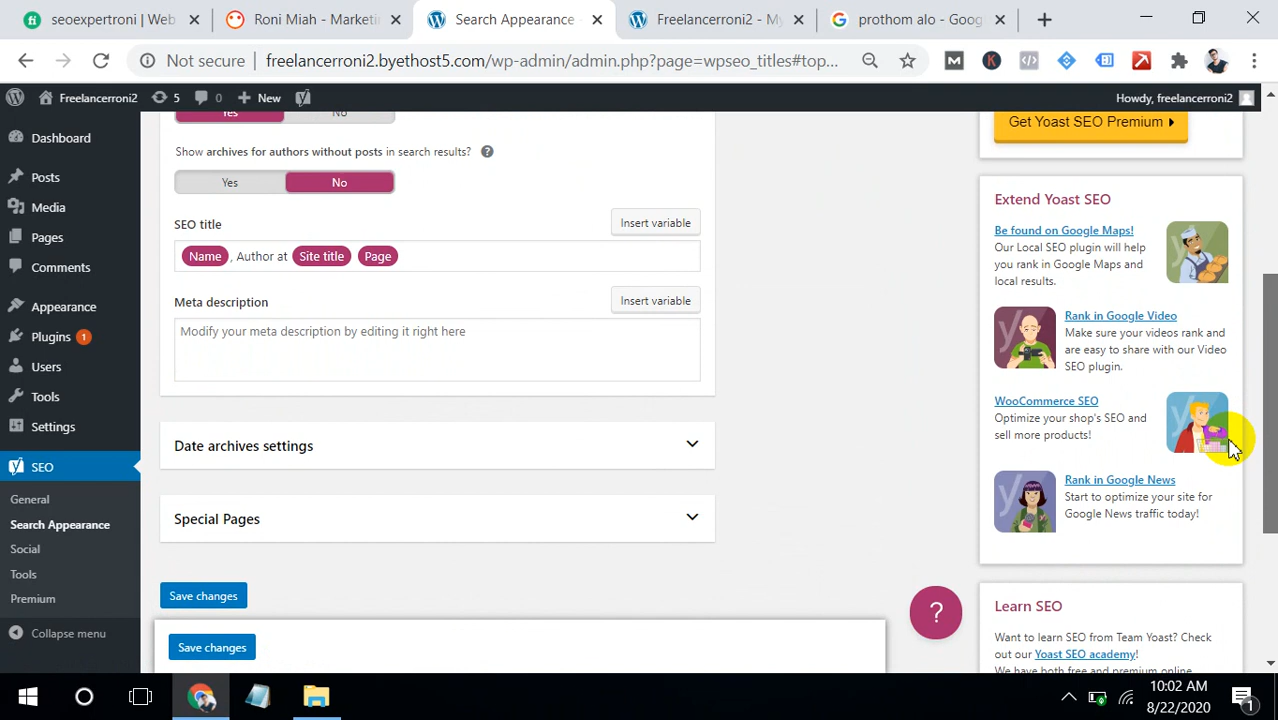 seoexpertroni | Web
Roni Miah - Marketi
Search Appearance
Freelancerroni2 - My
prothom alo - Goog
Not secure
freelancerroni2.byethost5.com/wp-admin/admin.php?page=wpseo_titles#top...
Freelancerroni2
5
0
New
Howdy, freelancerroni2
Dashboard
Posts
Media
Pages
Comments
Appearance
Plugins 1
Users
Tools
Settings
SEO
General
Search Appearance
Social
Tools
Premium
Collapse menu
Yes No
Show archives for authors without posts in search results? ?
Yes No
SEO title
Insert variable
Name , Author at Site title Page
Meta description
Insert variable
Modify your meta description by editing it right here
Date archives settings
Special Pages
Save changes
Save changes
?
Get Yoast SEO Premium
Extend Yoast SEO
Be found on Google Maps!
Our Local SEO plugin will help
you rank in Google Maps and
local results.
Rank in Google Video
Make sure your videos rank and
are easy to share with our Video
SEO plugin.
WooCommerce SEO
Optimize your shop's SEO and
sell more products!
Rank in Google News
Start to optimize your site for
Google News traffic today!
Learn SEO
Want to learn SEO from Team Yoast? Check
out our Yoast SEO academy!
We have both free and premium online
10:02 AM
8/22/2020
1